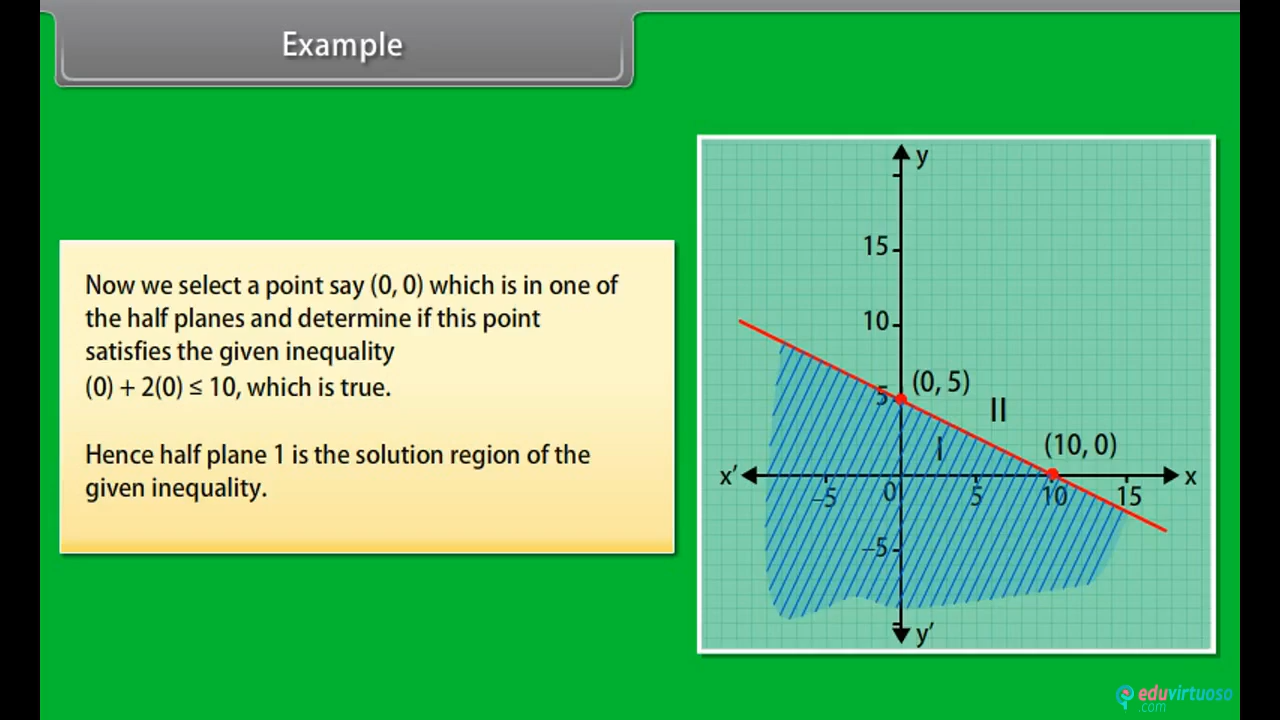 Example
Now we select a point say (0, 0) which is in one of
the half planes and determine if this point
satisfies the given inequality
(0) + 2(0) ≤ 10, which is true.
Hence half plane 1 is the solution region of the
given inequality.
y
15
10
5
(0, 5)
II
I
(10, 0)
x′
x
–5
0
5
10
15
–5
y′
eduvirtuoso
.com